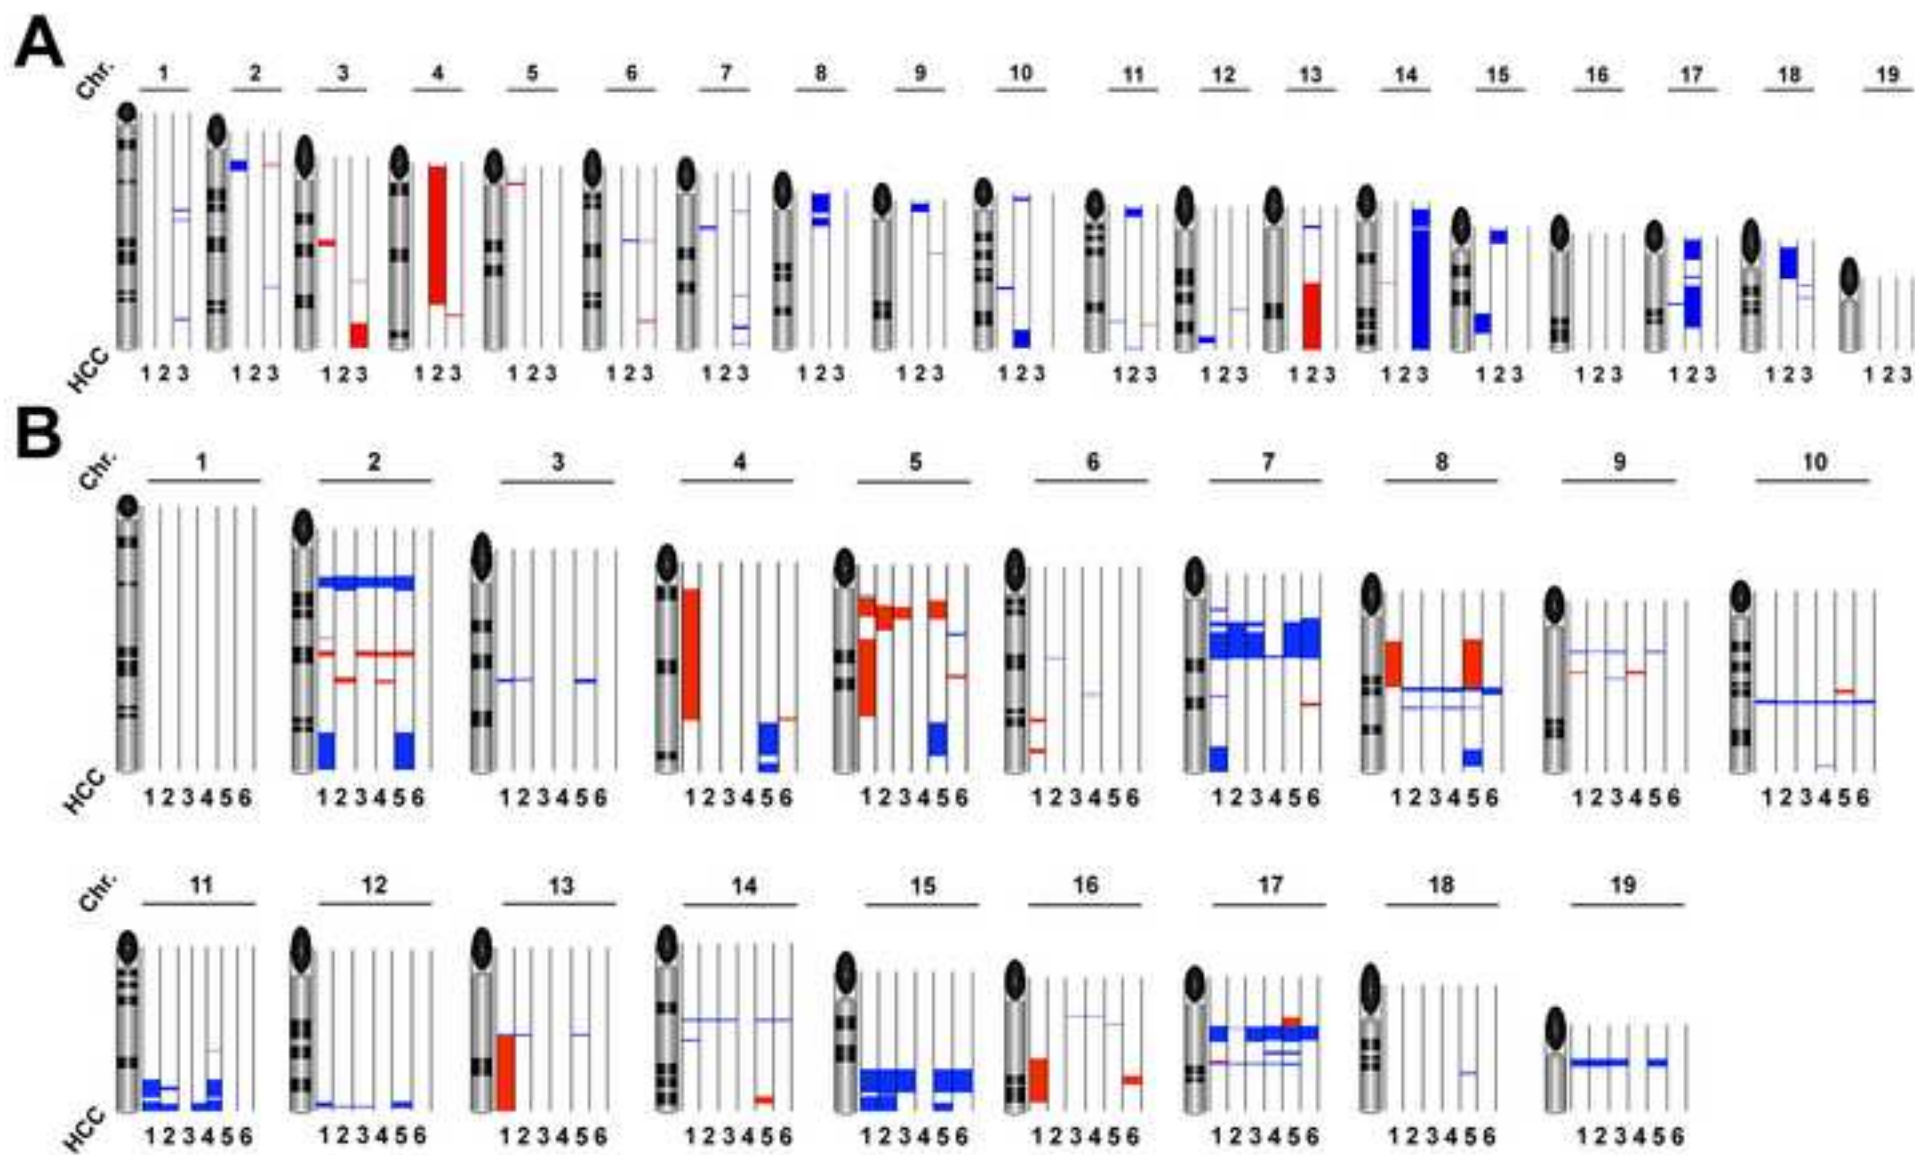 A
Chr. 1 2 3 4 5 6 7 8 9 10 11 12 13 14 15 16 17 18 19
HCC 1 2 3 1 2 3 1 2 3 1 2 3 1 2 3 1 2 3 1 2 3 1 2 3 1 2 3 1 2 3 1 2 3 1 2 3 1 2 3 1 2 3 1 2 3 1 2 3 1 2 3 1 2 3 1 2 3
B
Chr. 1 2 3 4 5 6 7 8 9 10
HCC 1 2 3 4 5 6 1 2 3 4 5 6 1 2 3 4 5 6 1 2 3 4 5 6 1 2 3 4 5 6 1 2 3 4 5 6 1 2 3 4 5 6 1 2 3 4 5 6 1 2 3 4 5 6 1 2 3 4 5 6
Chr. 11 12 13 14 15 16 17 18 19
HCC 1 2 3 4 5 6 1 2 3 4 5 6 1 2 3 4 5 6 1 2 3 4 5 6 1 2 3 4 5 6 1 2 3 4 5 6 1 2 3 4 5 6 1 2 3 4 5 6 1 2 3 4 5 6